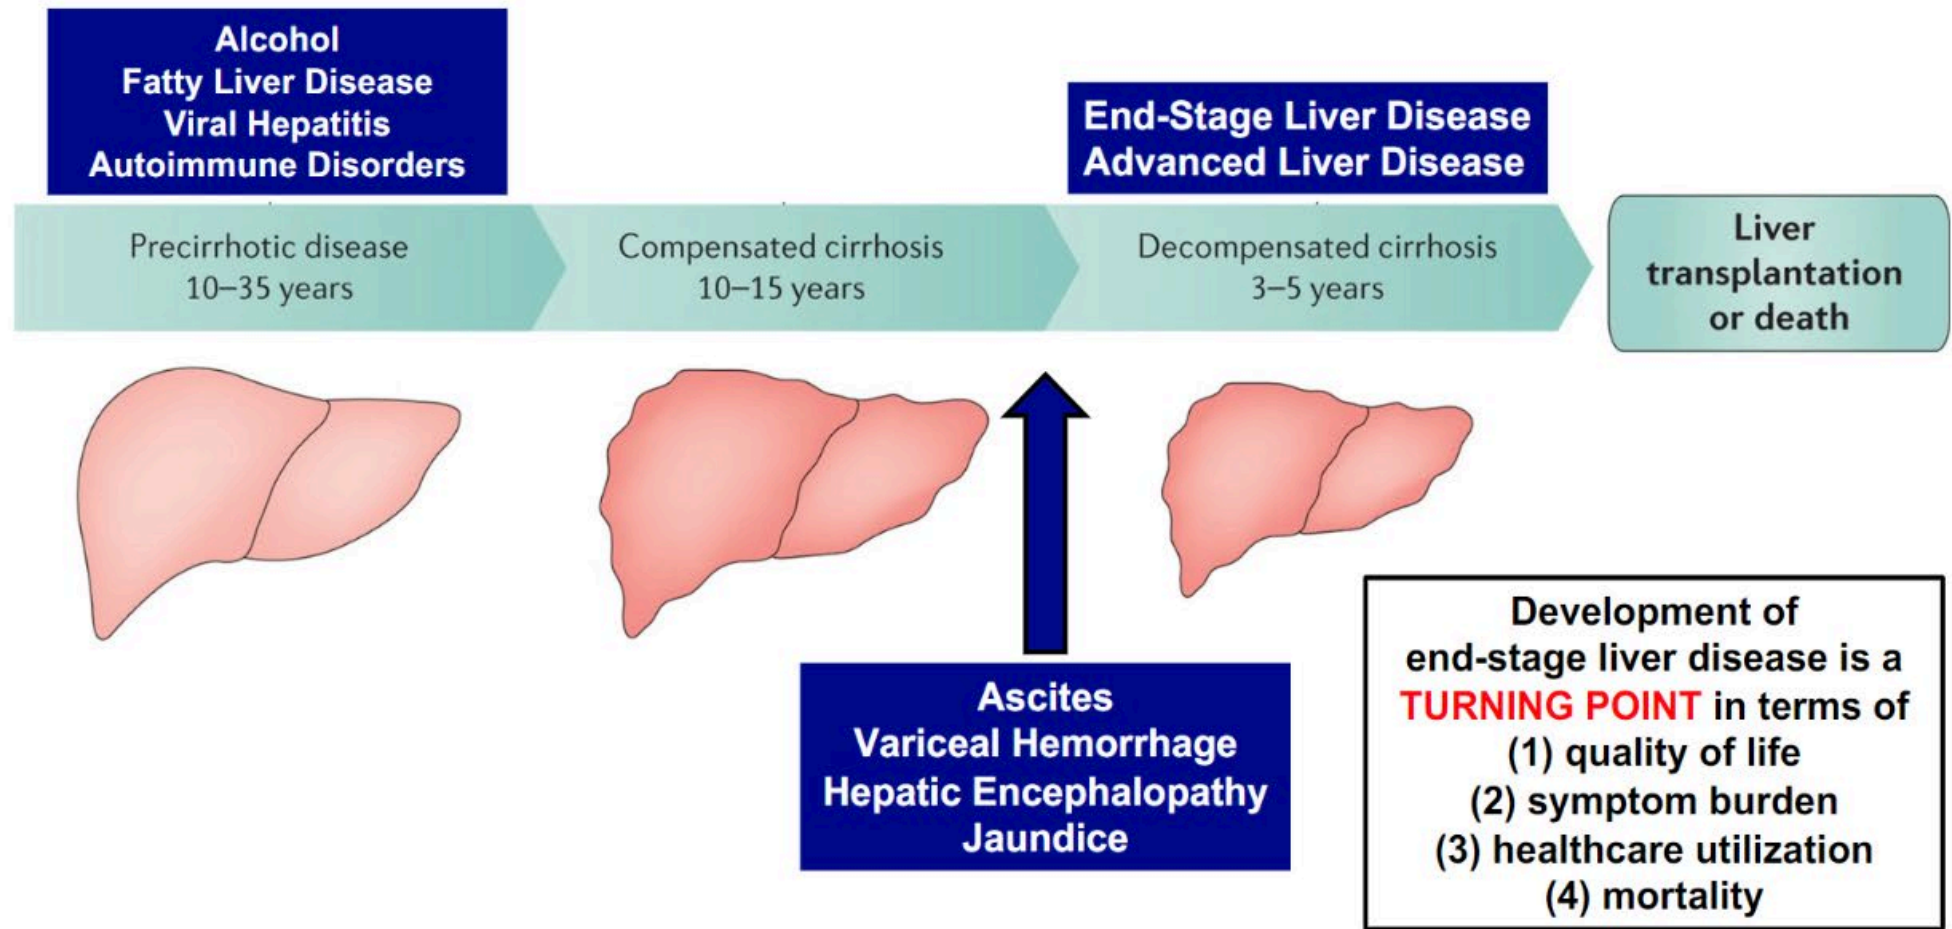 Alcohol
Fatty Liver Disease
Viral Hepatitis
Autoimmune Disorders
End-Stage Liver Disease
Advanced Liver Disease
Precirrhotic disease
10–35 years
Compensated cirrhosis
10–15 years
Decompensated cirrhosis
3–5 years
Liver
transplantation
or death
Ascites
Variceal Hemorrhage
Hepatic Encephalopathy
Jaundice
Development of
end-stage liver disease is a
TURNING POINT in terms of
(1) quality of life
(2) symptom burden
(3) healthcare utilization
(4) mortality